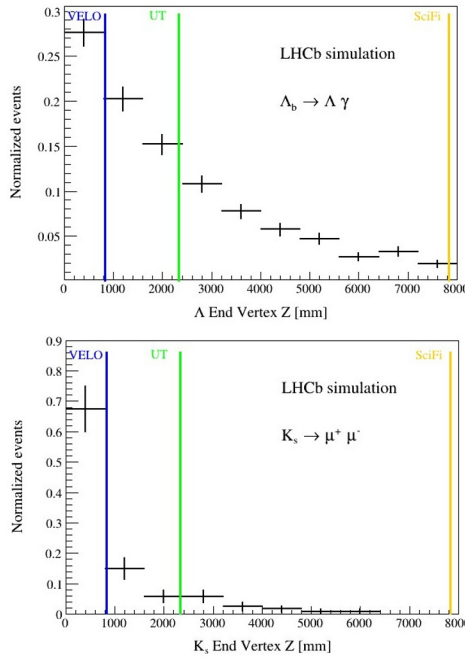 0.3
VELO
UT
SciFi
LHCb simulation
0.25
Λb → Λ γ
0.2
0.15
0.1
0.05
Normalized events
0 1000 2000 3000 4000 5000 6000 7000 8000
Λ End Vertex Z [mm]
0.9
VELO
UT
SciFi
0.8
LHCb simulation
0.7
0.6
Ks → μ+ μ-
0.5
0.4
0.3
0.2
0.1
0
Normalized events
0 1000 2000 3000 4000 5000 6000 7000 8000
Ks End Vertex Z [mm]